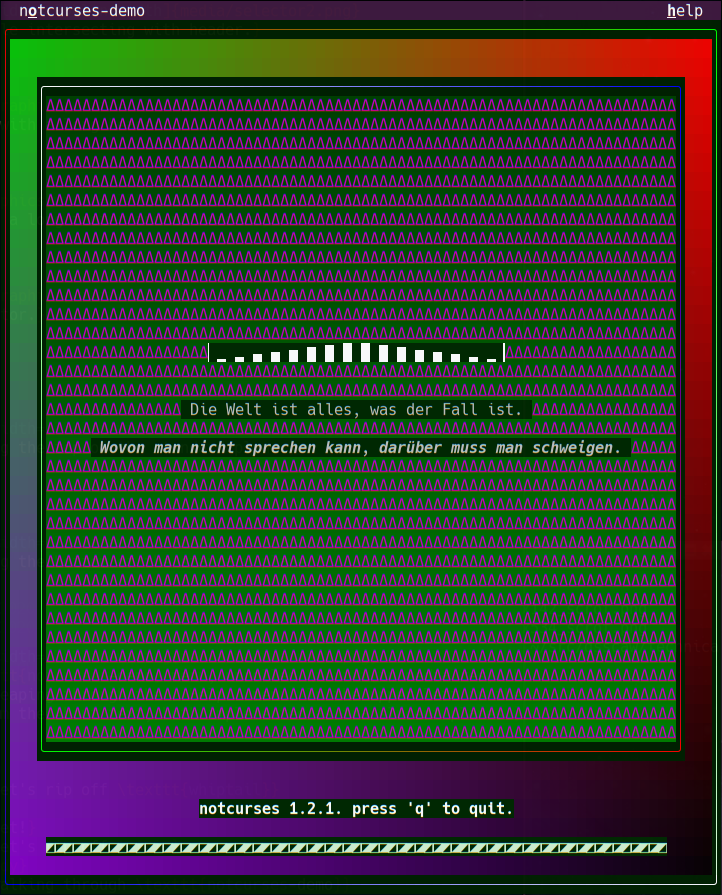 notcurses-demo help
Die Welt ist alles, was der Fall ist.
Wovon man nicht sprechen kann, darüber muss man schweigen.
notcurses 1.2.1. press 'q' to quit.